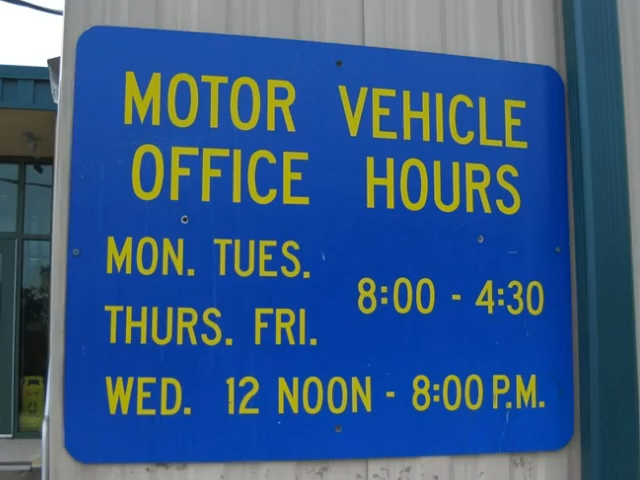 MOTOR VEHICLE
OFFICE HOURS
MON. TUES.
THURS. FRI.
8:00 - 4:30
WED. 12 NOON - 8:00 P.M.